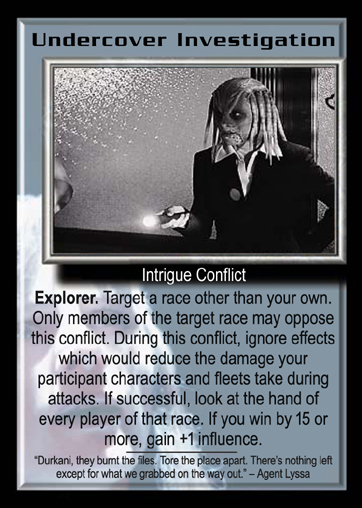 Undercover Investigation
Intrigue Conflict
Explorer. Target a race other than your own.
Only members of the target race may oppose
this conflict. During this conflict, ignore effects
which would reduce the damage your
participant characters and fleets take during
attacks. If successful, look at the hand of
every player of that race. If you win by 15 or
more, gain +1 influence.
“Durkani, they burnt the files. Tore the place apart. There’s nothing left
except for what we grabbed on the way out.” – Agent Lyssa